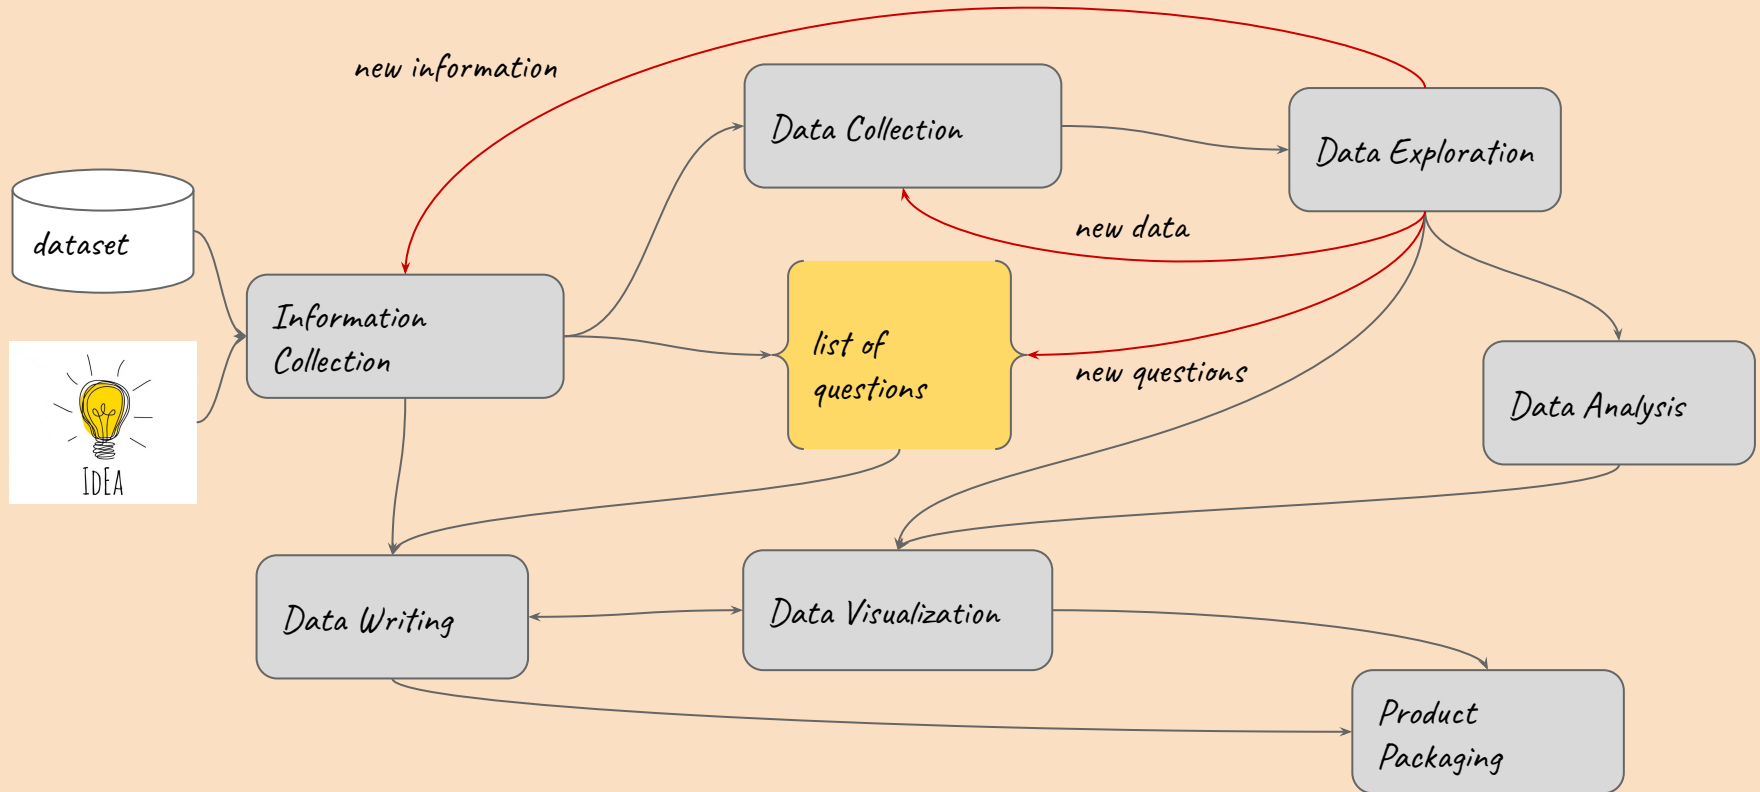 new information
Data Collection
Data Exploration
dataset
new data
Information
Collection
list of
questions
new questions
Data Analysis
IdEA
Data Writing
Data Visualization
Product
Packaging